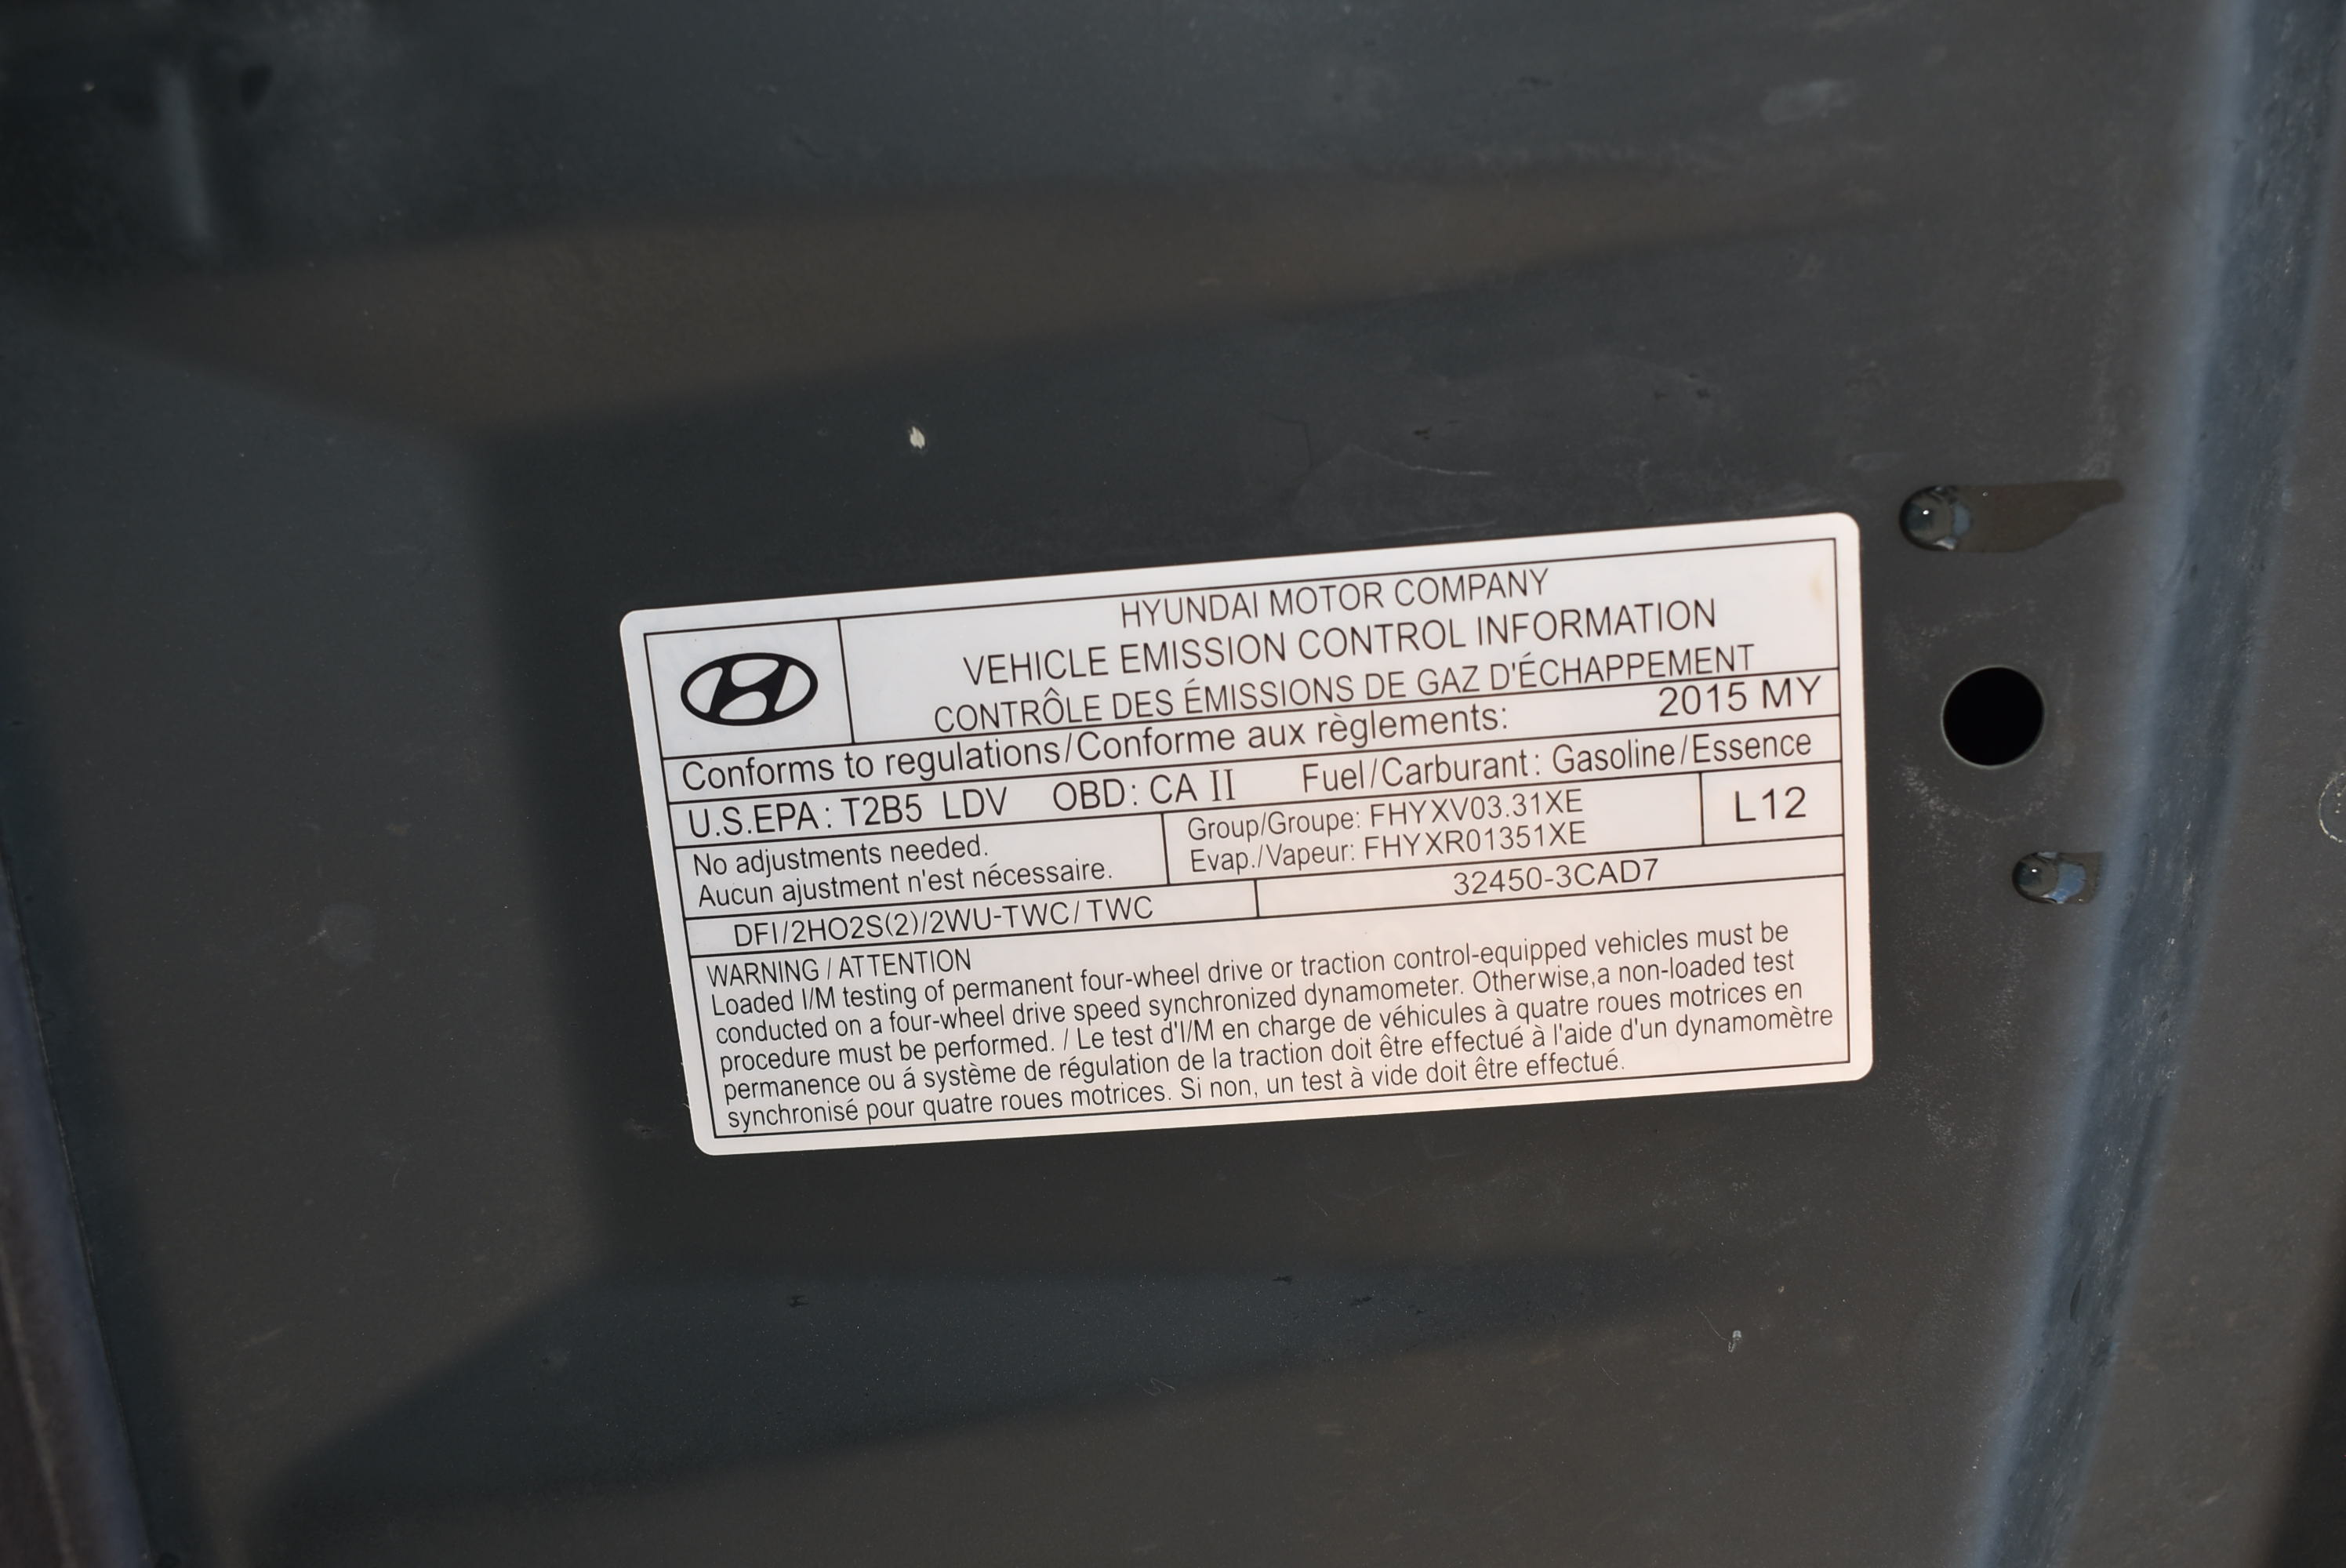 HYUNDAI MOTOR COMPANY
VEHICLE EMISSION CONTROL INFORMATION
CONTRÔLE DES ÉMISSIONS DE GAZ D'ÉCHAPPEMENT
Conforms to regulations/Conforme aux règlements: 2015 MY
U.S.EPA: T2B5 LDV OBD: CA II Fuel/Carburant: Gasoline/Essence
No adjustments needed.
Aucun ajustment n'est nécessaire.
Group/Groupe: FHYXV03.31XE
Evap./Vapeur: FHYXR01351XE
L12
DFI/2HO2S(2)/2WU-TWC/TWC
32450-3CAD7
WARNING / ATTENTION
Loaded I/M testing of permanent four-wheel drive or traction control-equipped vehicles must be
conducted on a four-wheel drive speed synchronized dynamometer. Otherwise,a non-loaded test
procedure must be performed. / Le test d'I/M en charge de véhicules à quatre roues motrices en
permanence ou á système de régulation de la traction doit être effectué à l'aide d'un dynamomètre
synchronisé pour quatre roues motrices. Si non, un test à vide doit être effectué.